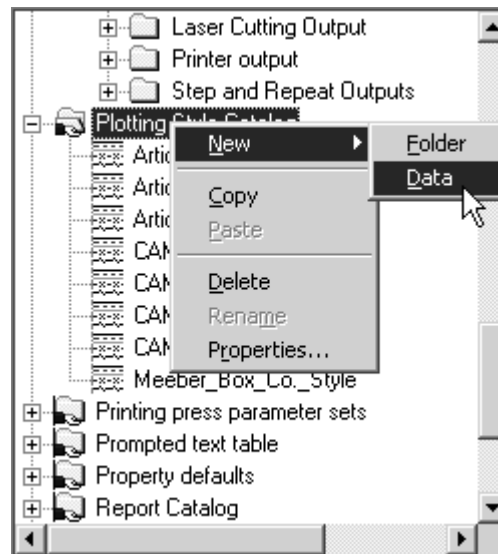 Laser Cutting Output
Printer output
Step and Repeat Outputs
Plotting Style Catalog
New
Folder
Data
Copy
Paste
Delete
Rename
Properties...
Meeber_Box_Co._Style
Printing press parameter sets
Prompted text table
Property defaults
Report Catalog